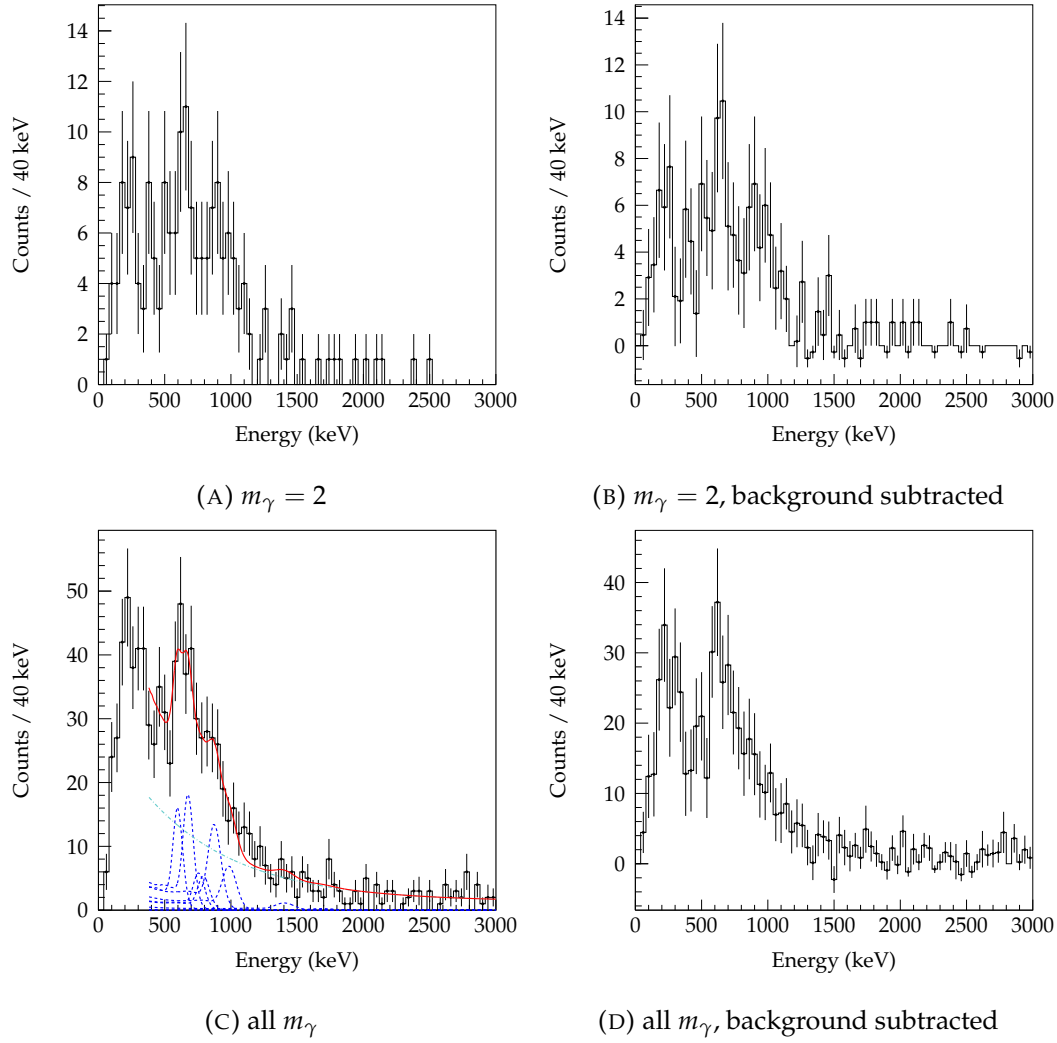 14
12
10
8
6
4
2
0
Counts / 40 keV
0 500 1000 1500 2000 2500 3000
Energy (keV)
(A) mγ = 2
14
12
10
8
6
4
2
0
Counts / 40 keV
0 500 1000 1500 2000 2500 3000
Energy (keV)
(B) mγ = 2, background subtracted
50
40
30
20
10
0
Counts / 40 keV
0 500 1000 1500 2000 2500 3000
Energy (keV)
(C) all mγ
40
30
20
10
0
Counts / 40 keV
0 500 1000 1500 2000 2500 3000
Energy (keV)
(D) all mγ, background subtracted